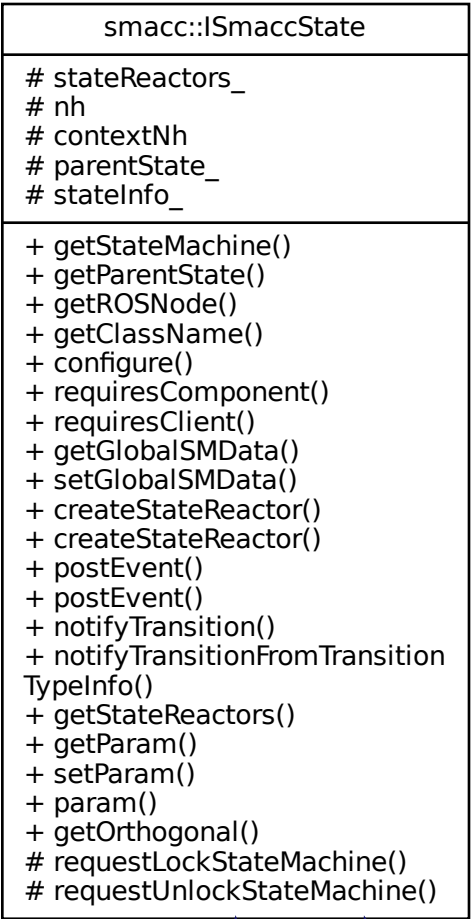 smacc::ISmaccState
# stateReactors_
# nh
# contextNh
# parentState_
# stateInfo_
+ getStateMachine()
+ getParentState()
+ getROSNode()
+ getClassName()
+ configure()
+ requiresComponent()
+ requiresClient()
+ getGlobalSMData()
+ setGlobalSMData()
+ createStateReactor()
+ createStateReactor()
+ postEvent()
+ postEvent()
+ notifyTransition()
+ notifyTransitionFromTransition
TypeInfo()
+ getStateReactors()
+ getParam()
+ setParam()
+ param()
+ getOrthogonal()
# requestLockStateMachine()
# requestUnlockStateMachine()